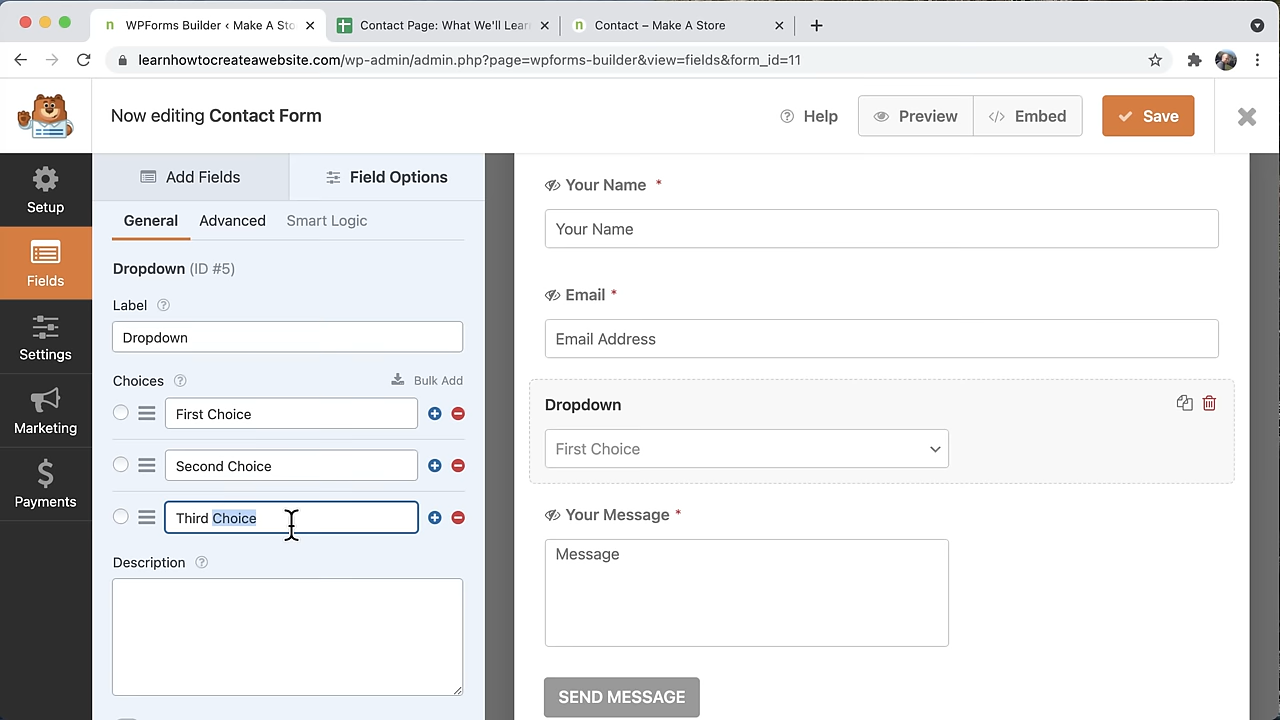 WPForms Builder ‹ Make A Sto
Contact Page: What We'll Lear
Contact – Make A Store
learnhowtocreateawebsite.com/wp-admin/admin.php?page=wpforms-builder&view=fields&form_id=11
Now editing Contact Form
Help
Preview
Embed
Save
Setup
Fields
Settings
Marketing
Payments
Add Fields
Field Options
General
Advanced
Smart Logic
Dropdown (ID #5)
Label
Dropdown
Choices
Bulk Add
First Choice
Second Choice
Third Choice
Description
Your Name *
Your Name
Email *
Email Address
Dropdown
First Choice
Your Message *
Message
SEND MESSAGE